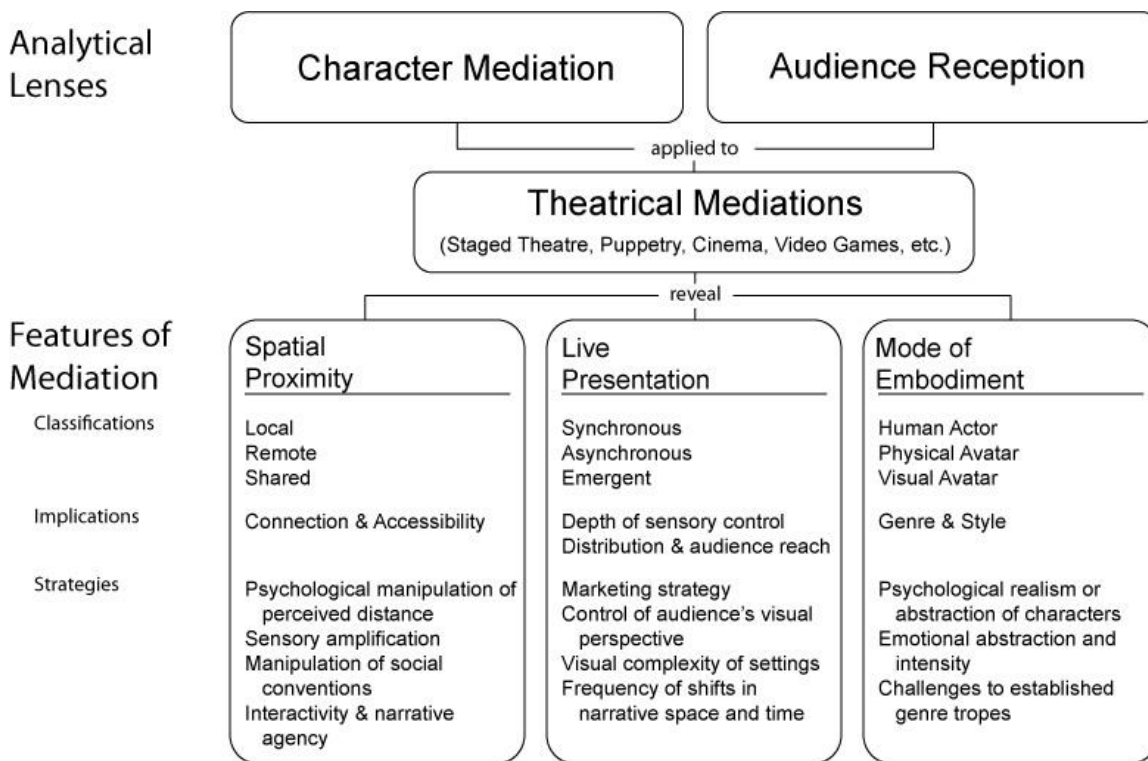 Analytical
Lenses
Character Mediation
Audience Reception
applied to
Theatrical Mediations
(Staged Theatre, Puppetry, Cinema, Video Games, etc.)
reveal
Features of
Mediation
Classifications
Implications
Strategies
Spatial
Proximity
Local
Remote
Shared
Connection & Accessibility
Psychological manipulation of
perceived distance
Sensory amplification
Manipulation of social
conventions
Interactivity & narrative
agency
Live
Presentation
Synchronous
Asynchronous
Emergent
Depth of sensory control
Distribution & audience reach
Marketing strategy
Control of audience's visual
perspective
Visual complexity of settings
Frequency of shifts in
narrative space and time
Mode of
Embodiment
Human Actor
Physical Avatar
Visual Avatar
Genre & Style
Psychological realism or
abstraction of characters
Emotional abstraction and
intensity
Challenges to established
genre tropes